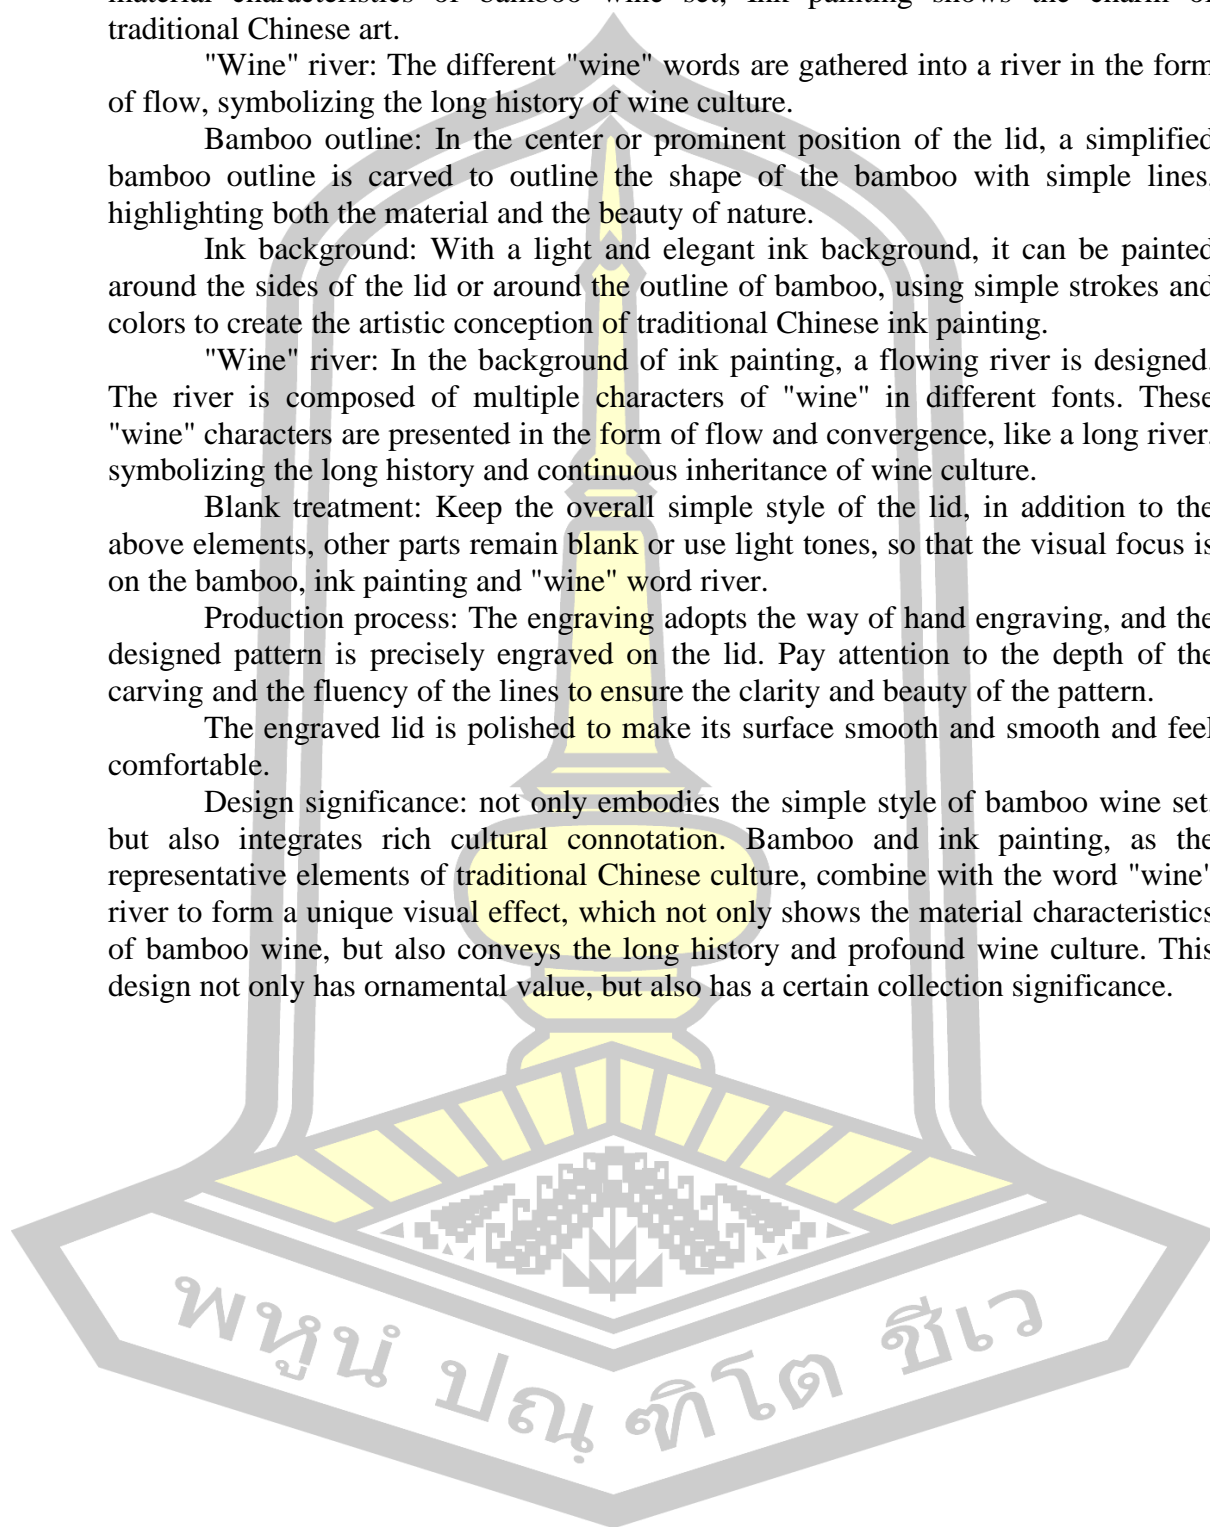 material characteristics of bamboo wine set, Ink painting shows the charm of
traditional Chinese art.
"Wine" river: The different "wine" words are gathered into a river in the form
of flow, symbolizing the long history of wine culture.
Bamboo outline: In the center or prominent position of the lid, a simplified
bamboo outline is carved to outline the shape of the bamboo with simple lines,
highlighting both the material and the beauty of nature.
Ink background: With a light and elegant ink background, it can be painted
around the sides of the lid or around the outline of bamboo, using simple strokes and
colors to create the artistic conception of traditional Chinese ink painting.
"Wine" river: In the background of ink painting, a flowing river is designed.
The river is composed of multiple characters of "wine" in different fonts. These
"wine" characters are presented in the form of flow and convergence, like a long river,
symbolizing the long history and continuous inheritance of wine culture.
Blank treatment: Keep the overall simple style of the lid, in addition to the
above elements, other parts remain blank or use light tones, so that the visual focus is
on the bamboo, ink painting and "wine" word river.
Production process: The engraving adopts the way of hand engraving, and the
designed pattern is precisely engraved on the lid. Pay attention to the depth of the
carving and the fluency of the lines to ensure the clarity and beauty of the pattern.
The engraved lid is polished to make its surface smooth and smooth and feel
comfortable.
Design significance: not only embodies the simple style of bamboo wine set,
but also integrates rich cultural connotation. Bamboo and ink painting, as the
representative elements of traditional Chinese culture, combine with the word "wine"
river to form a unique visual effect, which not only shows the material characteristics
of bamboo wine, but also conveys the long history and profound wine culture. This
design not only has ornamental value, but also has a certain collection significance.
พหูนํ ปณฺฑิโต ชีเว